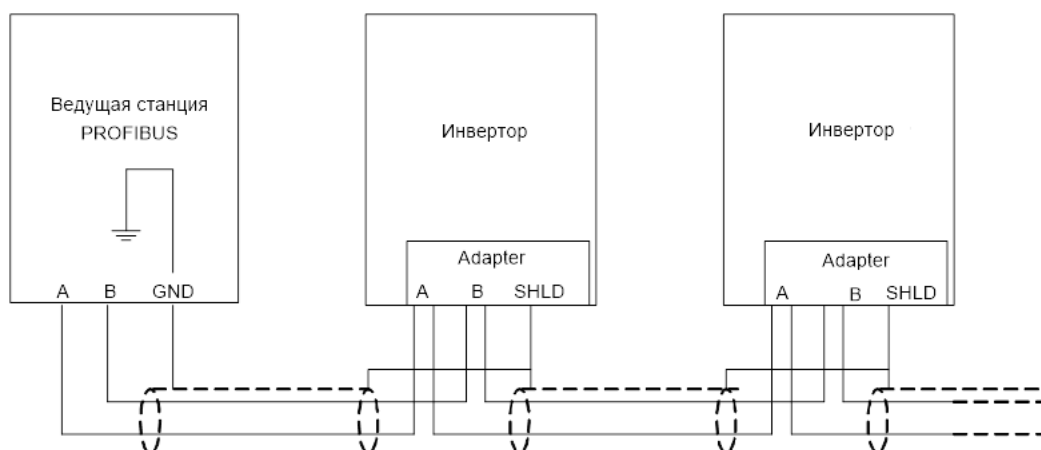 Ведущая станция
PROFIBUS
A B GND
Инвертор
Adapter
A B SHLD
Инвертор
Adapter
A B SHLD